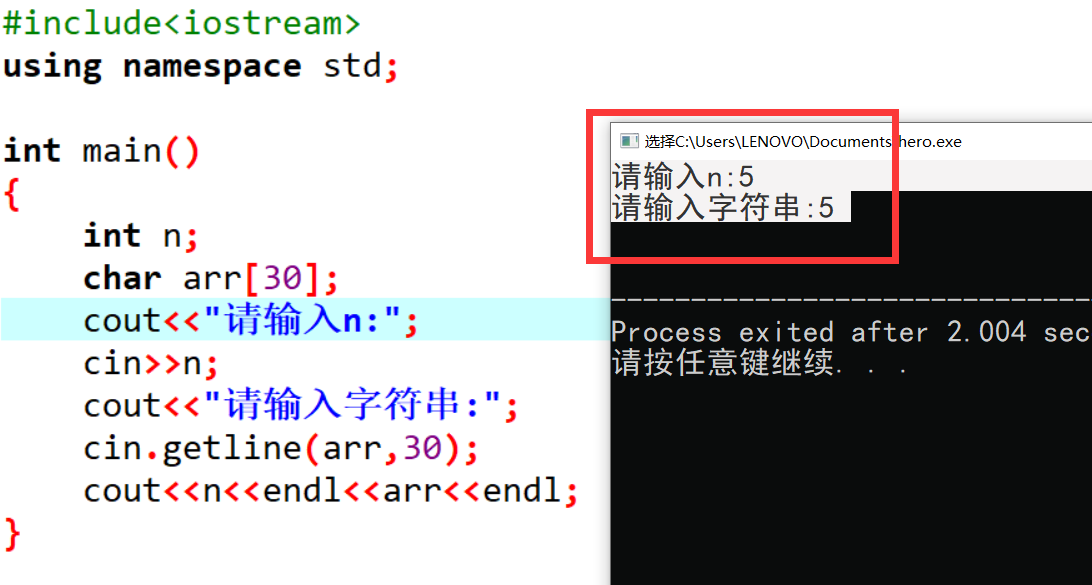 #include<iostream>
using namespace std;
int main()
{
int n;
char arr[30];
cout<<"请输入n:";
cin>>n;
cout<<"请输入字符串:";
cin.getline(arr,30);
cout<<n<<endl<<arr<<endl;
}
选择C:\Users\LENOVO\Documents\hero.exe
请输入n:5
请输入字符串:5
--------------------------------
Process exited after 2.004 sec
请按任意键继续. . .